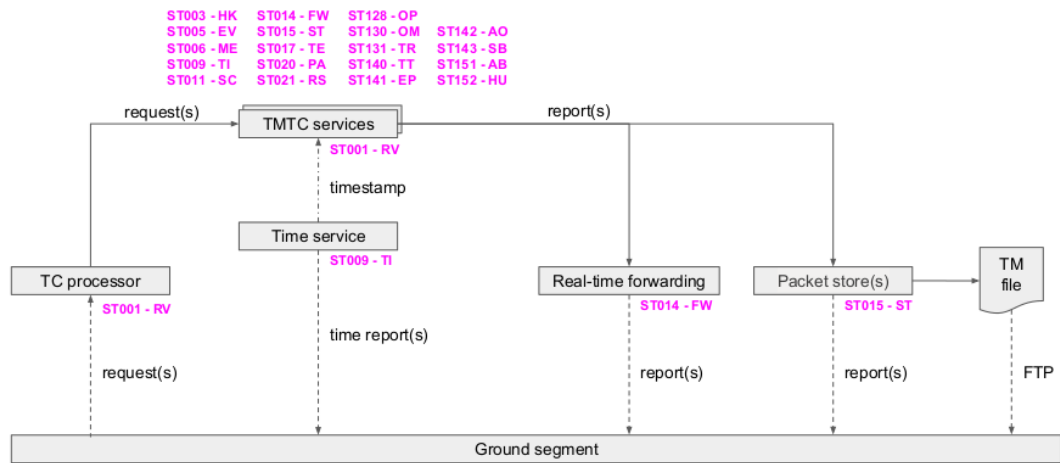 ST003 - HK ST014 - FW ST128 - OP
ST005 - EV ST015 - ST ST130 - OM ST142 - AO
ST006 - ME ST017 - TE ST131 - TR ST143 - SB
ST009 - TI ST020 - PA ST140 - TT ST151 - AB
ST011 - SC ST021 - RS ST141 - EP ST152 - HU
request(s) report(s)
TMTC services
ST001 - RV
timestamp
Time service
ST009 - TI
TC processor Real-time forwarding Packet store(s) TM
file
ST001 - RV ST014 - FW ST015 - ST
time report(s)
request(s) report(s) report(s) FTP
Ground segment